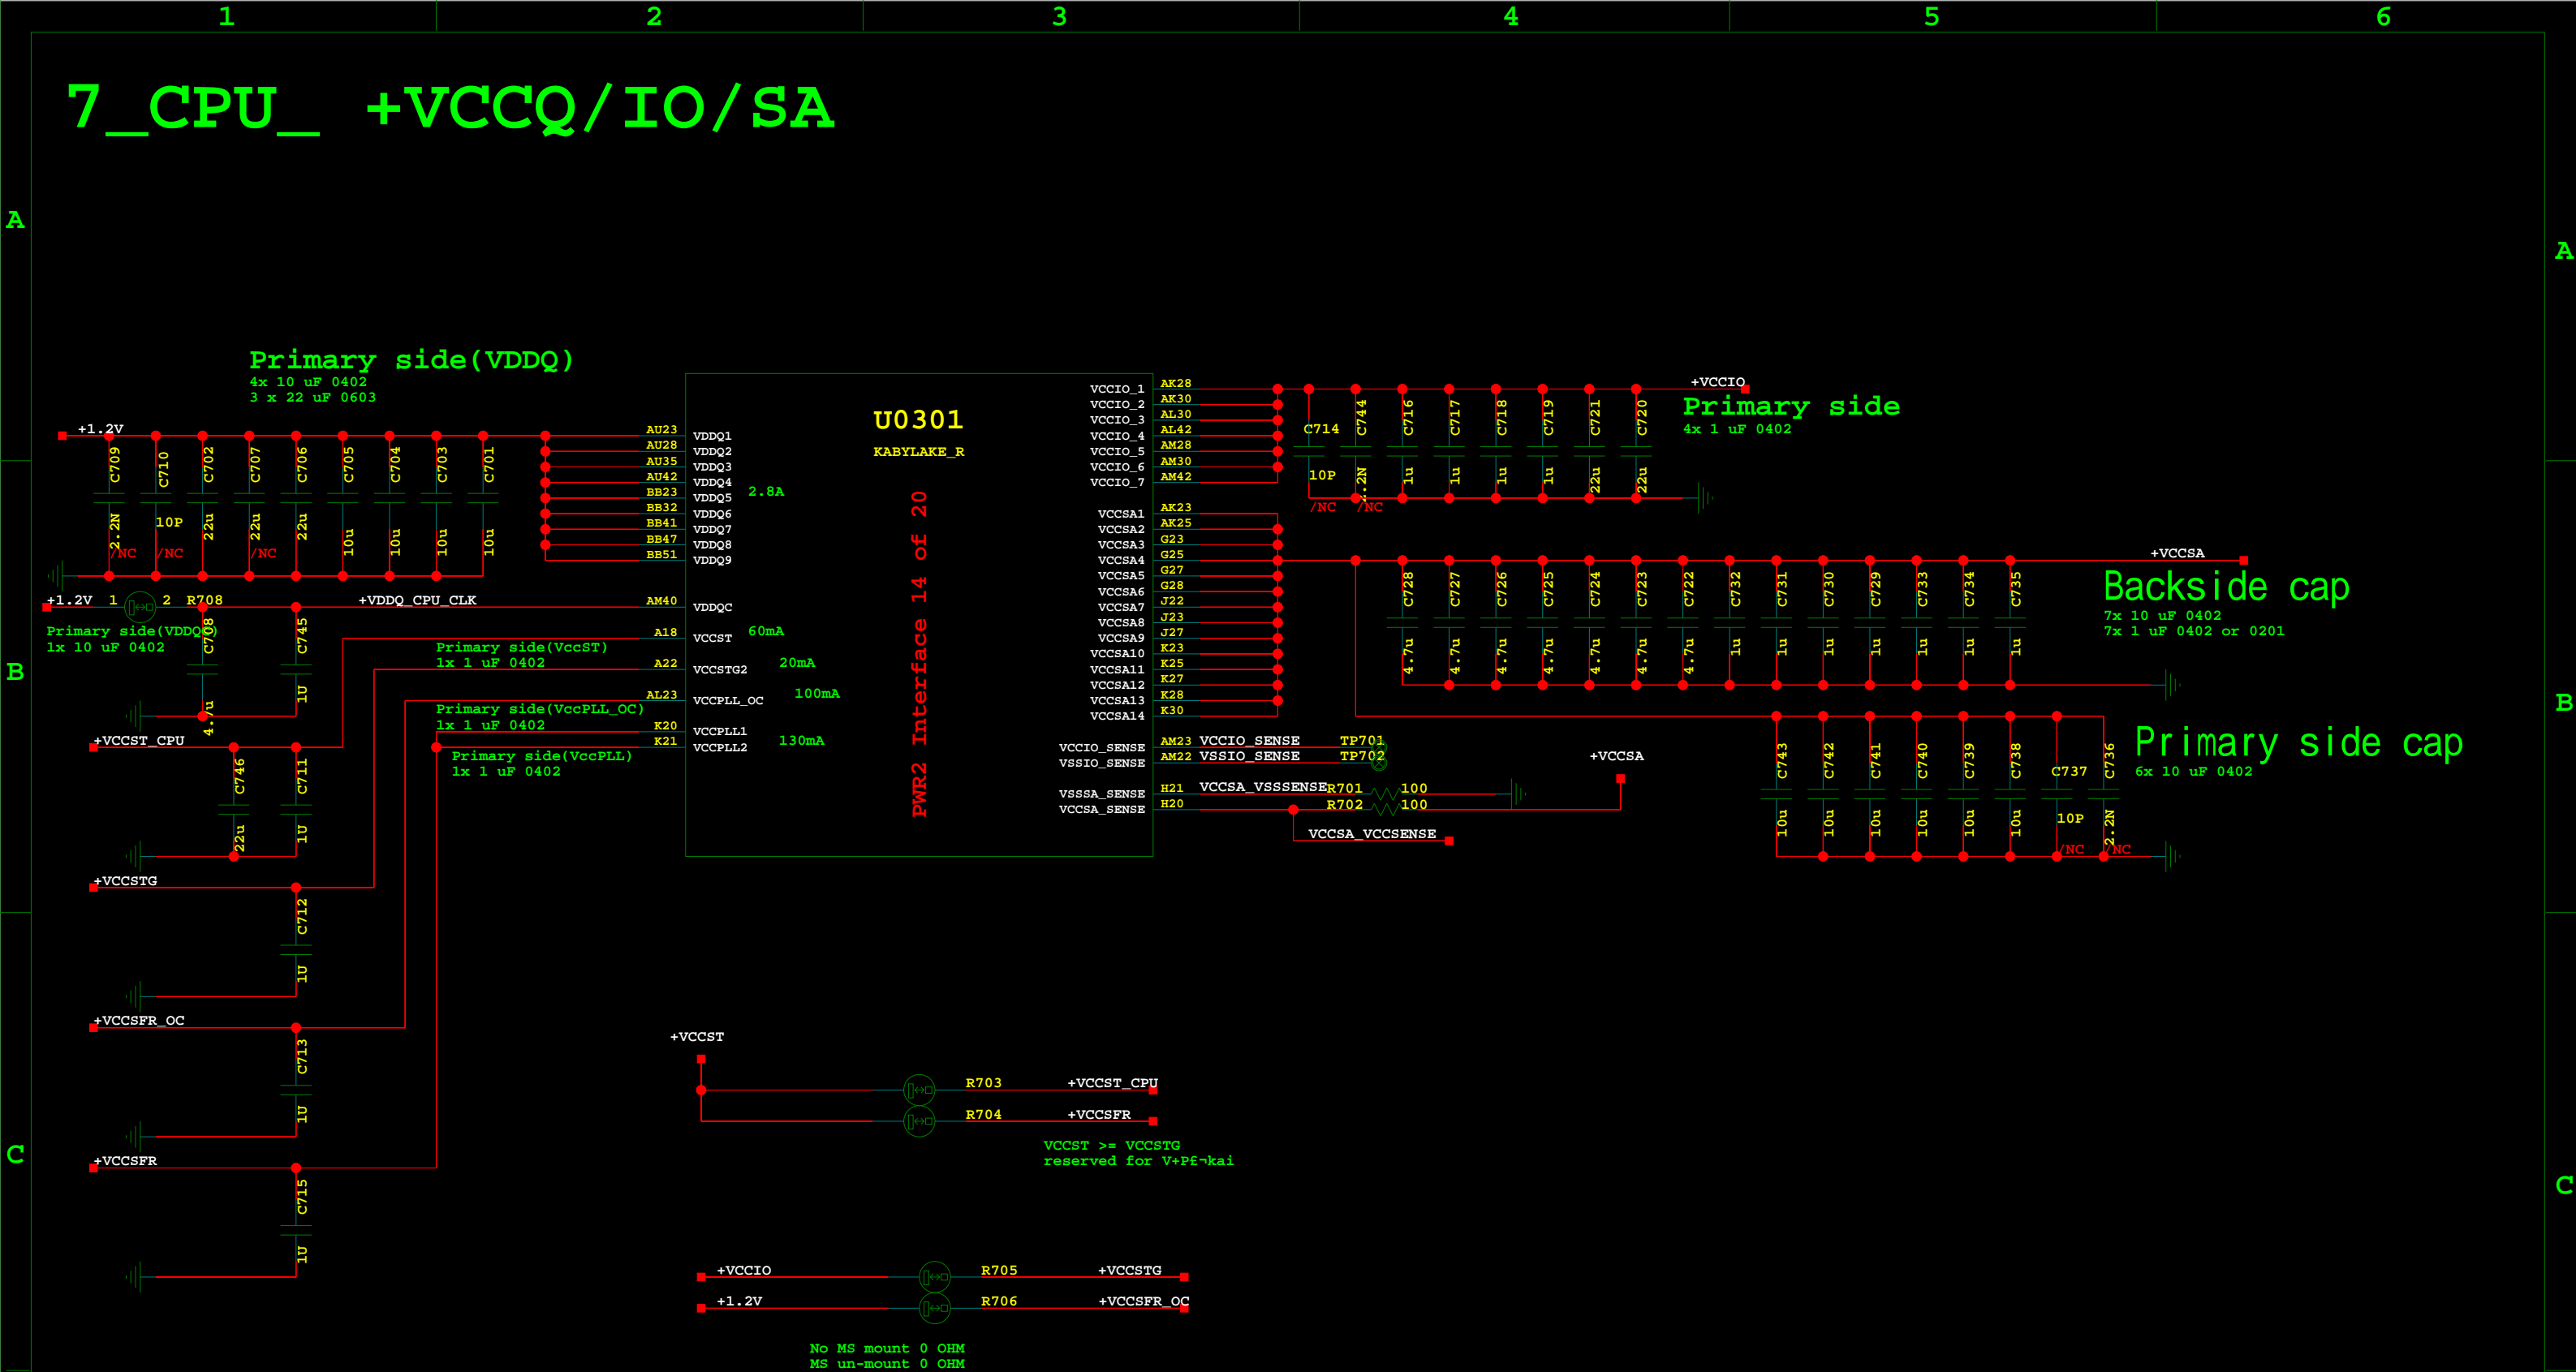 1 2 3 4 5 6
7_CPU_ +VCCQ/IO/SA
A
A
Primary side(VDDQ)
4x 10 uF 0402
3 x 22 uF 0603
+1.2V
C709 C710 C702 C707 C706 C705 C704 C703 C701
2.2N 10P 22u 22u 22u 10u 10u 10u 10u
/NC /NC /NC
+1.2V 1 2 R708 +VDDQ_CPU_CLK
Primary side(VDDQ
1x 10 uF 0402
C708 C745
4.7u 1U
Primary side(VccST)
1x 1 uF 0402
Primary side(VccPLL_OC)
1x 1 uF 0402
Primary side(VccPLL)
1x 1 uF 0402
B
B
+VCCST_CPU
C746 C711
22u 1U
+VCCSTG
C712
1U
+VCCSFR_OC
C713
1U
+VCCSFR
C715
1U
C
C
U0301
KABYLAKE_R
PWR2 Interface 14 of 20
AU23 VDDQ1
AU28 VDDQ2
AU35 VDDQ3
AU42 VDDQ4
BB23 VDDQ5 2.8A
BB32 VDDQ6
BB41 VDDQ7
BB47 VDDQ8
BB51 VDDQ9
AM40 VDDQC
A18 VCCST 60mA
A22 VCCSTG2 20mA
AL23 VCCPLL_OC 100mA
K20 VCCPLL1
K21 VCCPLL2 130mA
VCCIO_1 AK28
VCCIO_2 AK30
VCCIO_3 AL30
VCCIO_4 AL42
VCCIO_5 AM28
VCCIO_6 AM30
VCCIO_7 AM42
VCCSA1 AK23
VCCSA2 AK25
VCCSA3 G23
VCCSA4 G25
VCCSA5 G27
VCCSA6 G28
VCCSA7 J22
VCCSA8 J23
VCCSA9 J27
VCCSA10 K23
VCCSA11 K25
VCCSA12 K27
VCCSA13 K28
VCCSA14 K30
VCCIO_SENSE AM23 VCCIO_SENSE TP701
VSSIO_SENSE AM22 VSSIO_SENSE TP702
VSSSA_SENSE H21 VCCSA_VSSSENSE R701 100
VCCSA_SENSE H20 R702 100
VCCSA_VCCSENSE
+VCCSA
+VCCIO
Primary side
4x 1 uF 0402
C714 C744 C716 C717 C718 C719 C721 C720
10P 2.2N 1u 1u 1u 1u 22u 22u
/NC /NC
+VCCSA
Backside cap
7x 10 uF 0402
7x 1 uF 0402 or 0201
C728 C727 C726 C725 C724 C723 C722 C732 C731 C730 C729 C733 C734 C735
4.7u 4.7u 4.7u 4.7u 4.7u 4.7u 4.7u 1u 1u 1u 1u 1u 1u 1u
Primary side cap
6x 10 uF 0402
C743 C742 C741 C740 C739 C738 C737 C736
10u 10u 10u 10u 10u 10u 10P 2.2N
/NC /NC
+VCCST
R703 +VCCST_CPU
R704 +VCCSFR
VCCST >= VCCSTG
reserved for V+Pf¬kai
+VCCIO R705 +VCCSTG
+1.2V R706 +VCCSFR_OC
No MS mount 0 OHM
MS un-mount 0 OHM